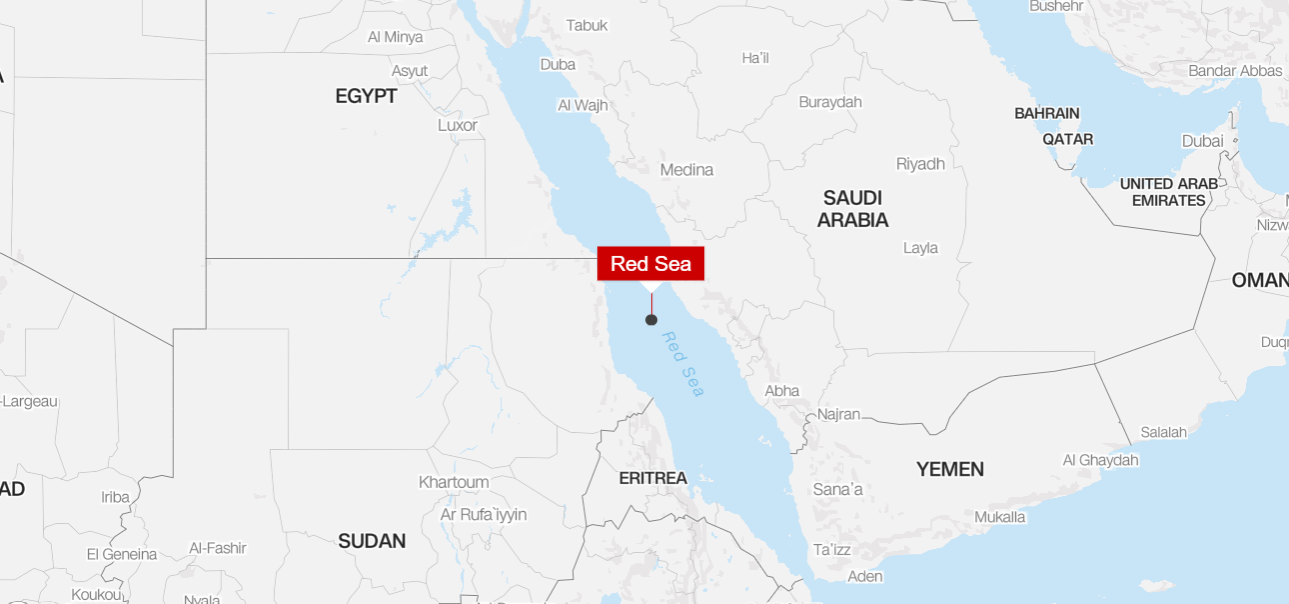 Bushehr
Tabuk
Al Minya
Ha'il
Duba
Asyut
Bandar Abbas
EGYPT
Al Wajh
Buraydah
BAHRAIN
Luxor
QATAR
Dubai
Riyadh
Medina
UNITED ARAB
EMIRATES
SAUDI
ARABIA
Nizw
Layla
Red Sea
OMAN
Red Sea
Duqm
Abha
-Largeau
Najran
Salalah
Al Ghaydah
YEMEN
ERITREA
Khartoum
AD
Sana'a
Iriba
Ar Rufa`iyyin
Mukalla
SUDAN
Al-Fashir
El Geneina
Ta'izz
Aden
Koukou
Nyala